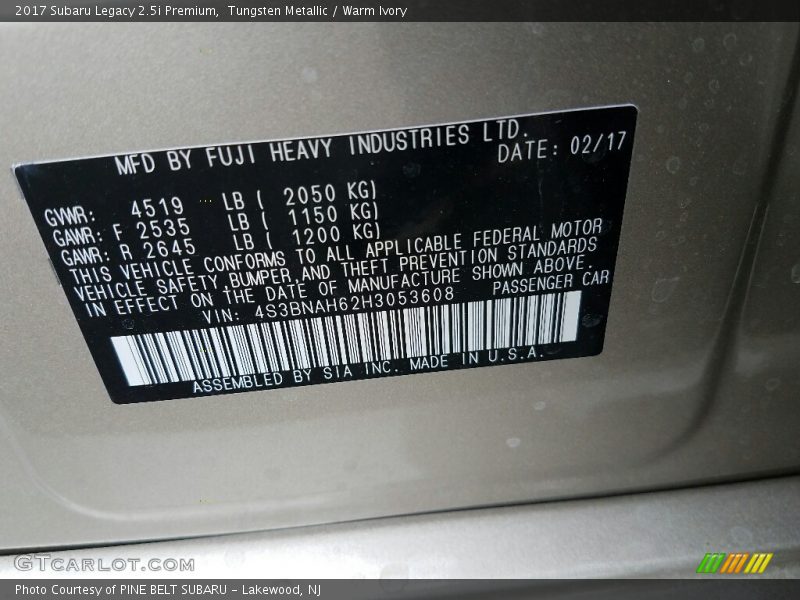 2017 Subaru Legacy 2.5i Premium,  Tungsten Metallic / Warm Ivory
MFD BY FUJI HEAVY INDUSTRIES LTD.
DATE: 02/17
GVWR: 4519 LB ( 2050 KG)
GAWR: F 2535 LB ( 1150 KG)
GAWR: R 2645 LB ( 1200 KG)
THIS VEHICLE CONFORMS TO ALL APPLICABLE FEDERAL MOTOR
VEHICLE SAFETY, BUMPER, AND THEFT PREVENTION STANDARDS
IN EFFECT ON THE DATE OF MANUFACTURE SHOWN ABOVE.
VIN: 4S3BNAH62H3053608 PASSENGER CAR
ASSEMBLED BY SIA INC. MADE IN U.S.A.
GTCARLOT.COM
Photo Courtesy of PINE BELT SUBARU - Lakewood, NJ